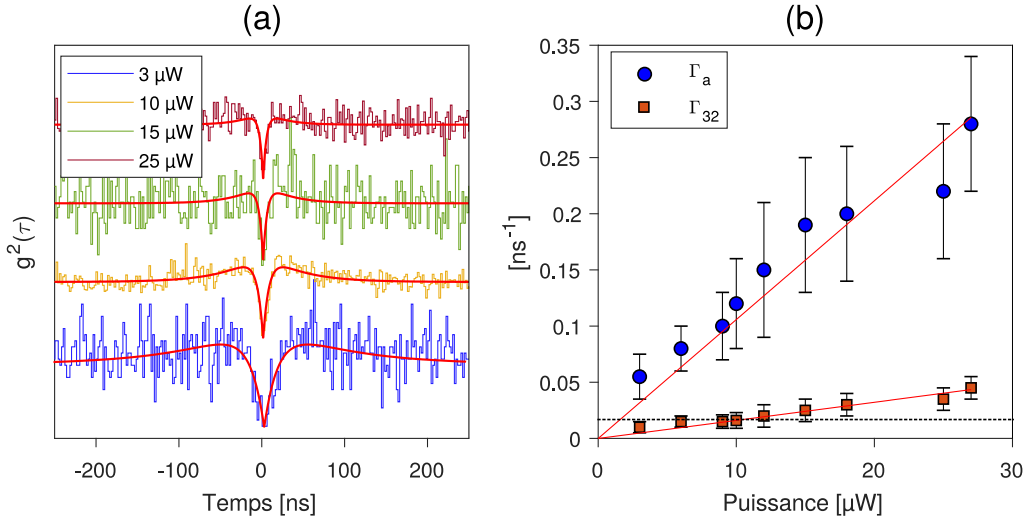 (a)
3 µW
10 µW
15 µW
25 µW
g²(τ)
-200
-100
0
100
200
Temps [ns]
(b)
Γₐ
Γ₃₂
[ns⁻¹]
0.35
0.3
0.25
0.2
0.15
0.1
0.05
0
0
10
20
30
Puissance [µW]